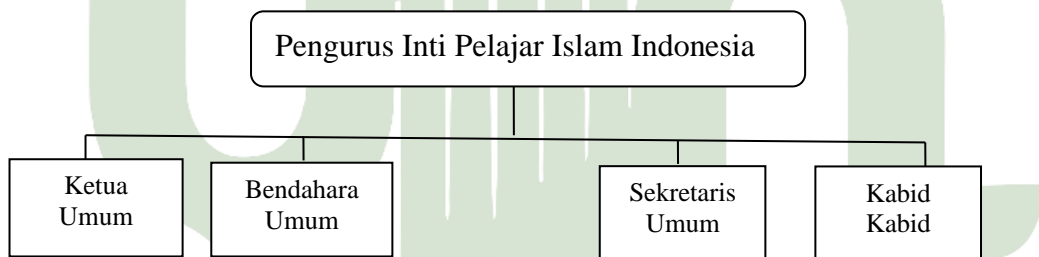 Pengurus Inti Pelajar Islam Indonesia
Ketua
Umum
Bendahara
Umum
Sekretaris
Umum
Kabid
Kabid